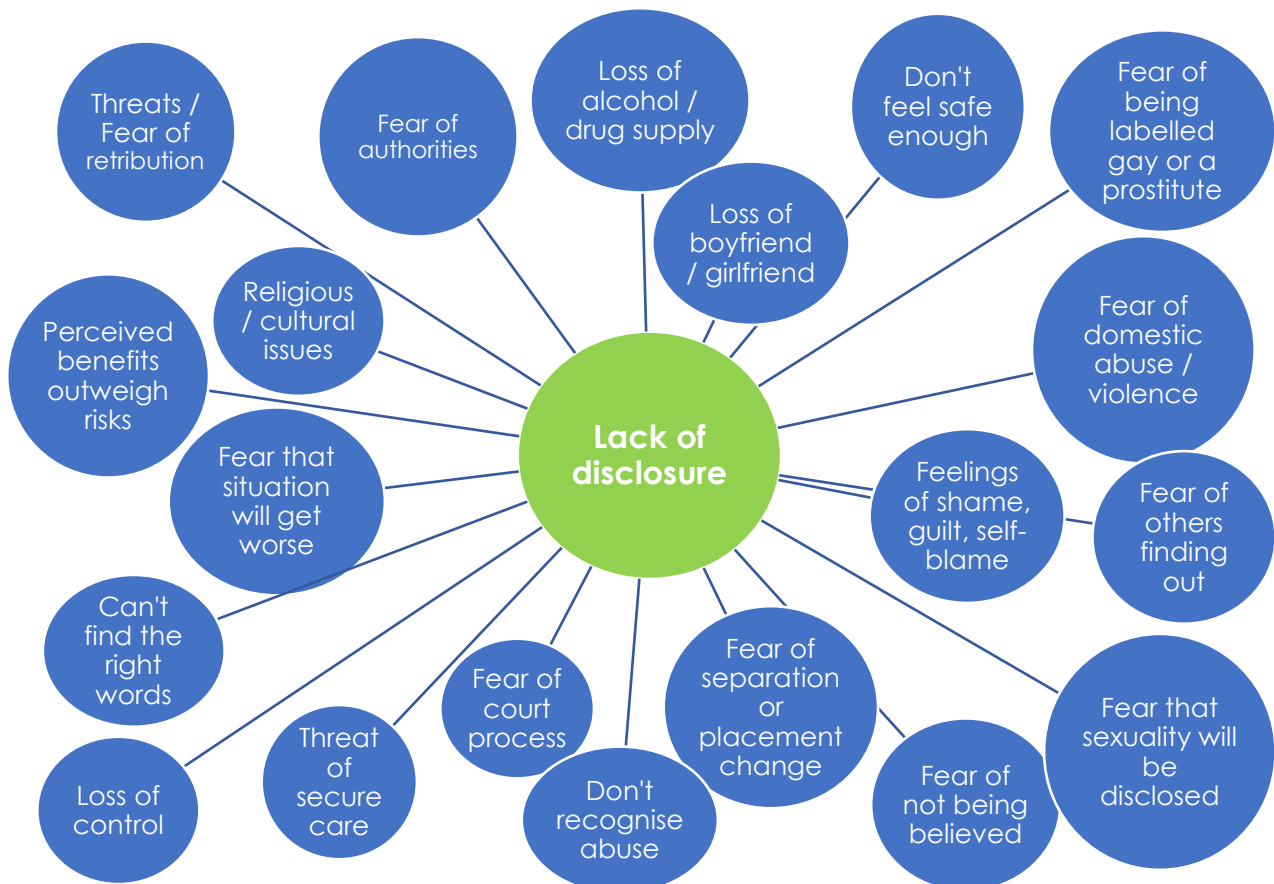 Threats /
Fear of
retribution
Fear of
authorities
Loss of
alcohol /
drug supply
Don't
feel safe
enough
Fear of
being
labelled
gay or a
prostitute
Loss of
boyfriend
/ girlfriend
Religious
/ cultural
issues
Perceived
benefits
outweigh
risks
Fear of
domestic
abuse /
violence
Lack of
disclosure
Fear that
situation
will get
worse
Feelings
of shame,
guilt, self-
blame
Fear of
others
finding
out
Can't
find the
right
words
Fear of
court
process
Fear of
separation
or
placement
change
Fear that
sexuality will
be
disclosed
Loss of
control
Threat
of
secure
care
Don't
recognise
abuse
Fear of
not being
believed